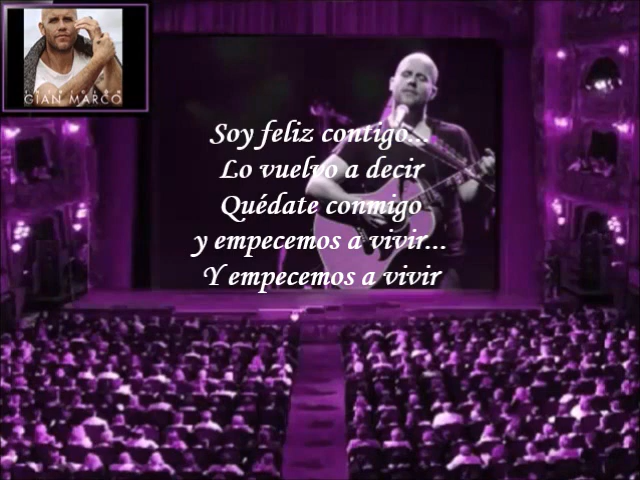 GIAN MARCO
Soy feliz contigo...
Lo vuelvo a decir
Quédate conmigo
y empecemos a vivir...
Y empecemos a vivir